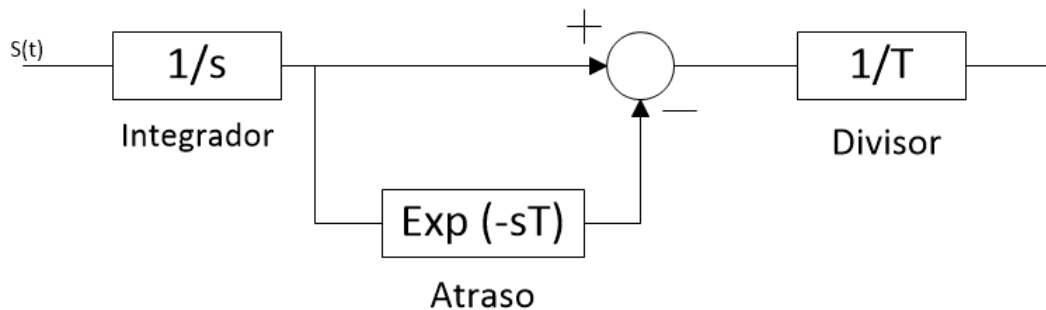 S(t)
1/s
+
1/T
—
Integrador
Divisor
Exp (-sT)
Atraso